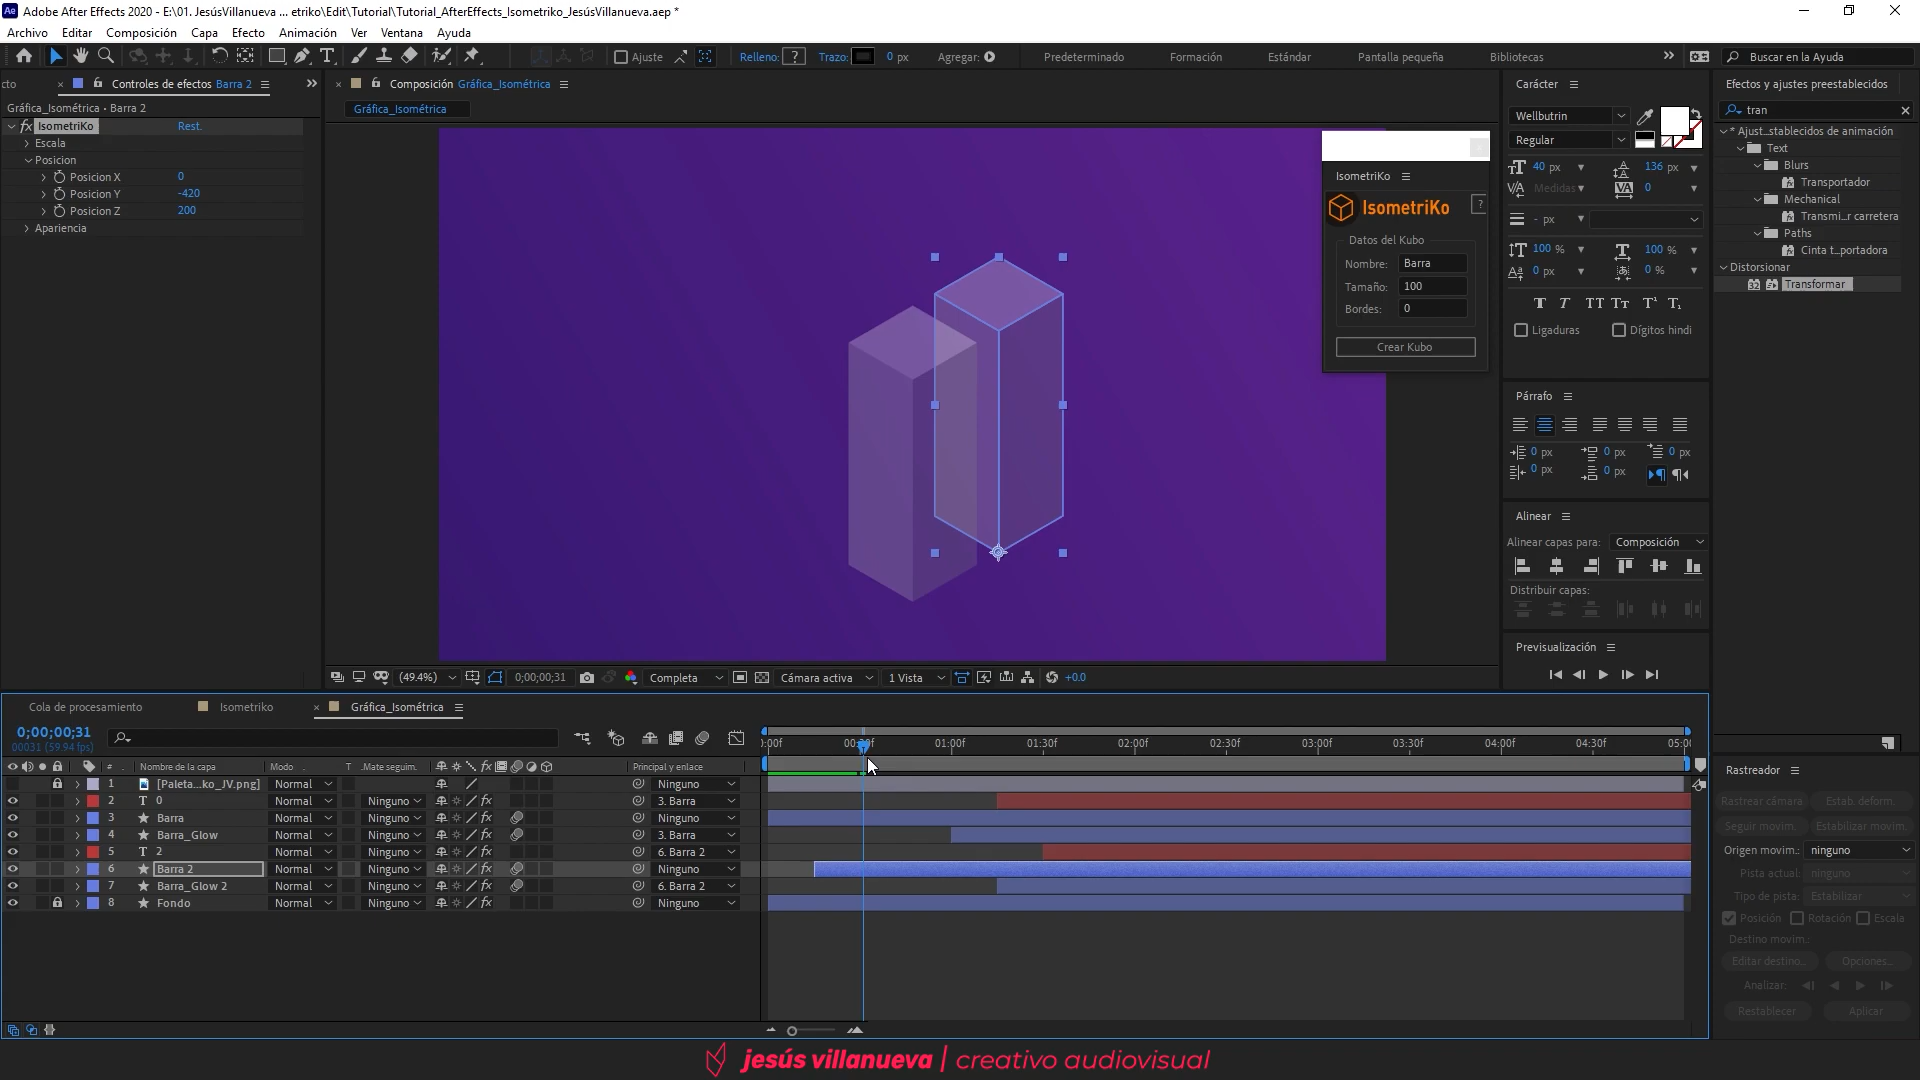 Adobe After Effects 2020 - E:\01. JesúsVillanueva ... etriko\Edit\Tutorial\Tutorial_AfterEffects_Isometriko_JesúsVillanueva.aep *
Archivo Editar Composición Capa Efecto Animación Ver Ventana Ayuda
Ajuste Relleno: ? Trazo: 0 px Agregar: Predeterminado Formación Estándar Pantalla pequeña Bibliotecas Buscar en la Ayuda
cto Controles de efectos Barra 2
Gráfica_Isométrica • Barra 2
fx IsometriKo Rest.
Escala
Posicion
Posicion X 0
Posicion Y -420
Posicion Z 200
Apariencia
Composición Gráfica_Isométrica
Gráfica_Isométrica
IsometriKo
IsometriKo ?
Datos del Kubo
Nombre: Barra
Tamaño: 100
Bordes: 0
Crear Kubo
(49.4%) 0;00;00;31 Completa Cámara activa 1 Vista +0.0
Carácter
Wellbutrin
Regular
40 px 136 px
Medidas 0
- px
100 % 100 %
0 px 0 %
Ligaduras Dígitos hindi
Párrafo
0 px 0 px 0 px
0 px 0 px
Alinear
Alinear capas para: Composición
Distribuir capas:
Previsualización
Efectos y ajustes preestablecidos
tran
* Ajust...stablecidos de animación
Text
Blurs
Transportador
Mechanical
Transmi...r carretera
Paths
Cinta t...portadora
Distorsionar
32 Transformar
Cola de procesamiento Isometriko Gráfica_Isométrica
0;00;00;31
00031 (59.94 fps)
# Nombre de la capa Modo T .Mate seguim. Principal y enlace
1 [Paleta...ko_JV.png] Normal Ninguno
2 T 0 Normal Ninguno 3. Barra
3 Barra Normal Ninguno Ninguno
4 Barra_Glow Normal Ninguno 3. Barra
5 T 2 Normal Ninguno 6. Barra 2
6 Barra 2 Normal Ninguno Ninguno
7 Barra_Glow 2 Normal Ninguno 6. Barra 2
8 Fondo Normal Ninguno Ninguno
01:00f 01:30f 02:00f 02:30f 03:00f 03:30f 04:00f 04:30f
Rastreador
Rastrear cámara Estab. deform.
Seguir movim. Estabilizar movim.
Origen movim.: ninguno
Pista actual: ninguno
Tipo de pista: Estabilizar
Posición Rotación Escala
Destino movim.:
Editar destino... Opciones...
Analizar:
Restablecer Aplicar
jesús villanueva | creativo audiovisual